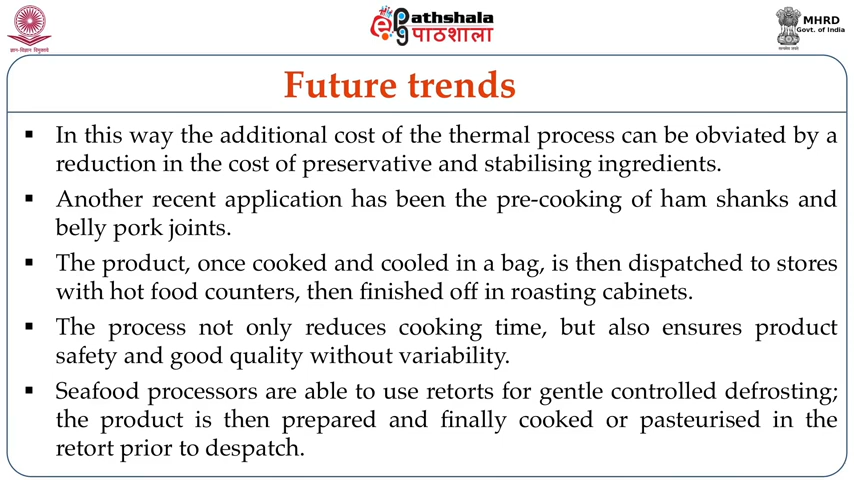 ज्ञान-विज्ञान विमुक्तये
Pathshala
पाठशाला
MHRD
Govt. of India
सत्यमेव जयते
Future trends
▪ In this way the additional cost of the thermal process can be obviated by a
reduction in the cost of preservative and stabilising ingredients.
▪ Another recent application has been the pre-cooking of ham shanks and
belly pork joints.
▪ The product, once cooked and cooled in a bag, is then dispatched to stores
with hot food counters, then finished off in roasting cabinets.
▪ The process not only reduces cooking time, but also ensures product
safety and good quality without variability.
▪ Seafood processors are able to use retorts for gentle controlled defrosting;
the product is then prepared and finally cooked or pasteurised in the
retort prior to despatch.